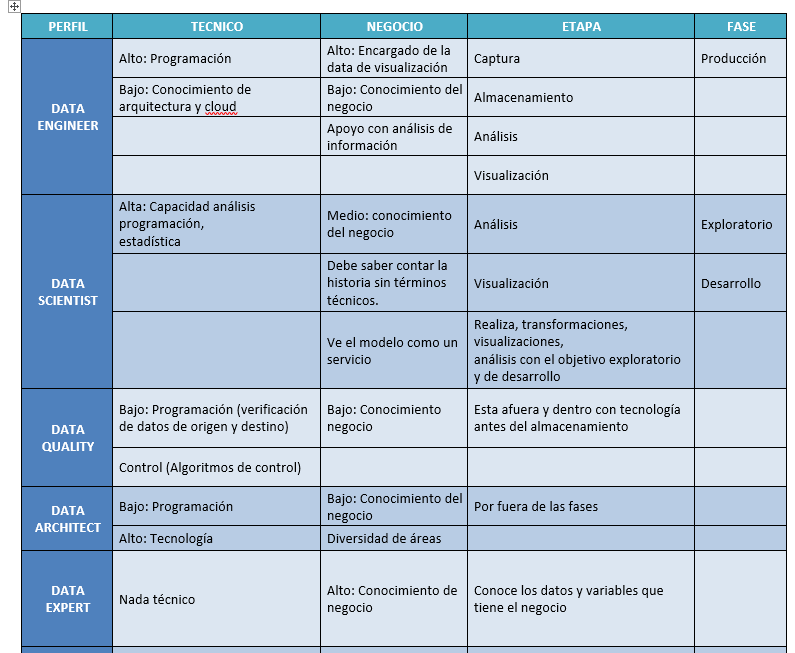 PERFIL TECNICO NEGOCIO ETAPA FASE
DATA
ENGINEER
Alto: Programación
Alto: Encargado de la
data de visualización
Captura
Producción
Bajo: Conocimiento de
arquitectura y cloud
Bajo: Conocimiento del
negocio
Almacenamiento
Apoyo con análisis de
información
Análisis
Visualización
DATA
SCIENTIST
Alta: Capacidad análisis
programación,
estadística
Medio: conocimiento
del negocio
Análisis
Exploratorio
Debe saber contar la
historia sin términos
técnicos.
Visualización
Desarrollo
Ve el modelo como un
servicio
Realiza, transformaciones,
visualizaciones,
análisis con el objetivo exploratorio
y de desarrollo
DATA
QUALITY
Bajo: Programación (verificación
de datos de origen y destino)
Bajo: Conocimiento
negocio
Esta afuera y dentro con tecnología
antes del almacenamiento
Control (Algoritmos de control)
DATA
ARCHITECT
Bajo: Programación
Bajo: Conocimiento del
negocio
Por fuera de las fases
Alto: Tecnología
Diversidad de áreas
DATA
EXPERT
Nada técnico
Alto: Conocimiento de
negocio
Conoce los datos y variables que
tiene el negocio